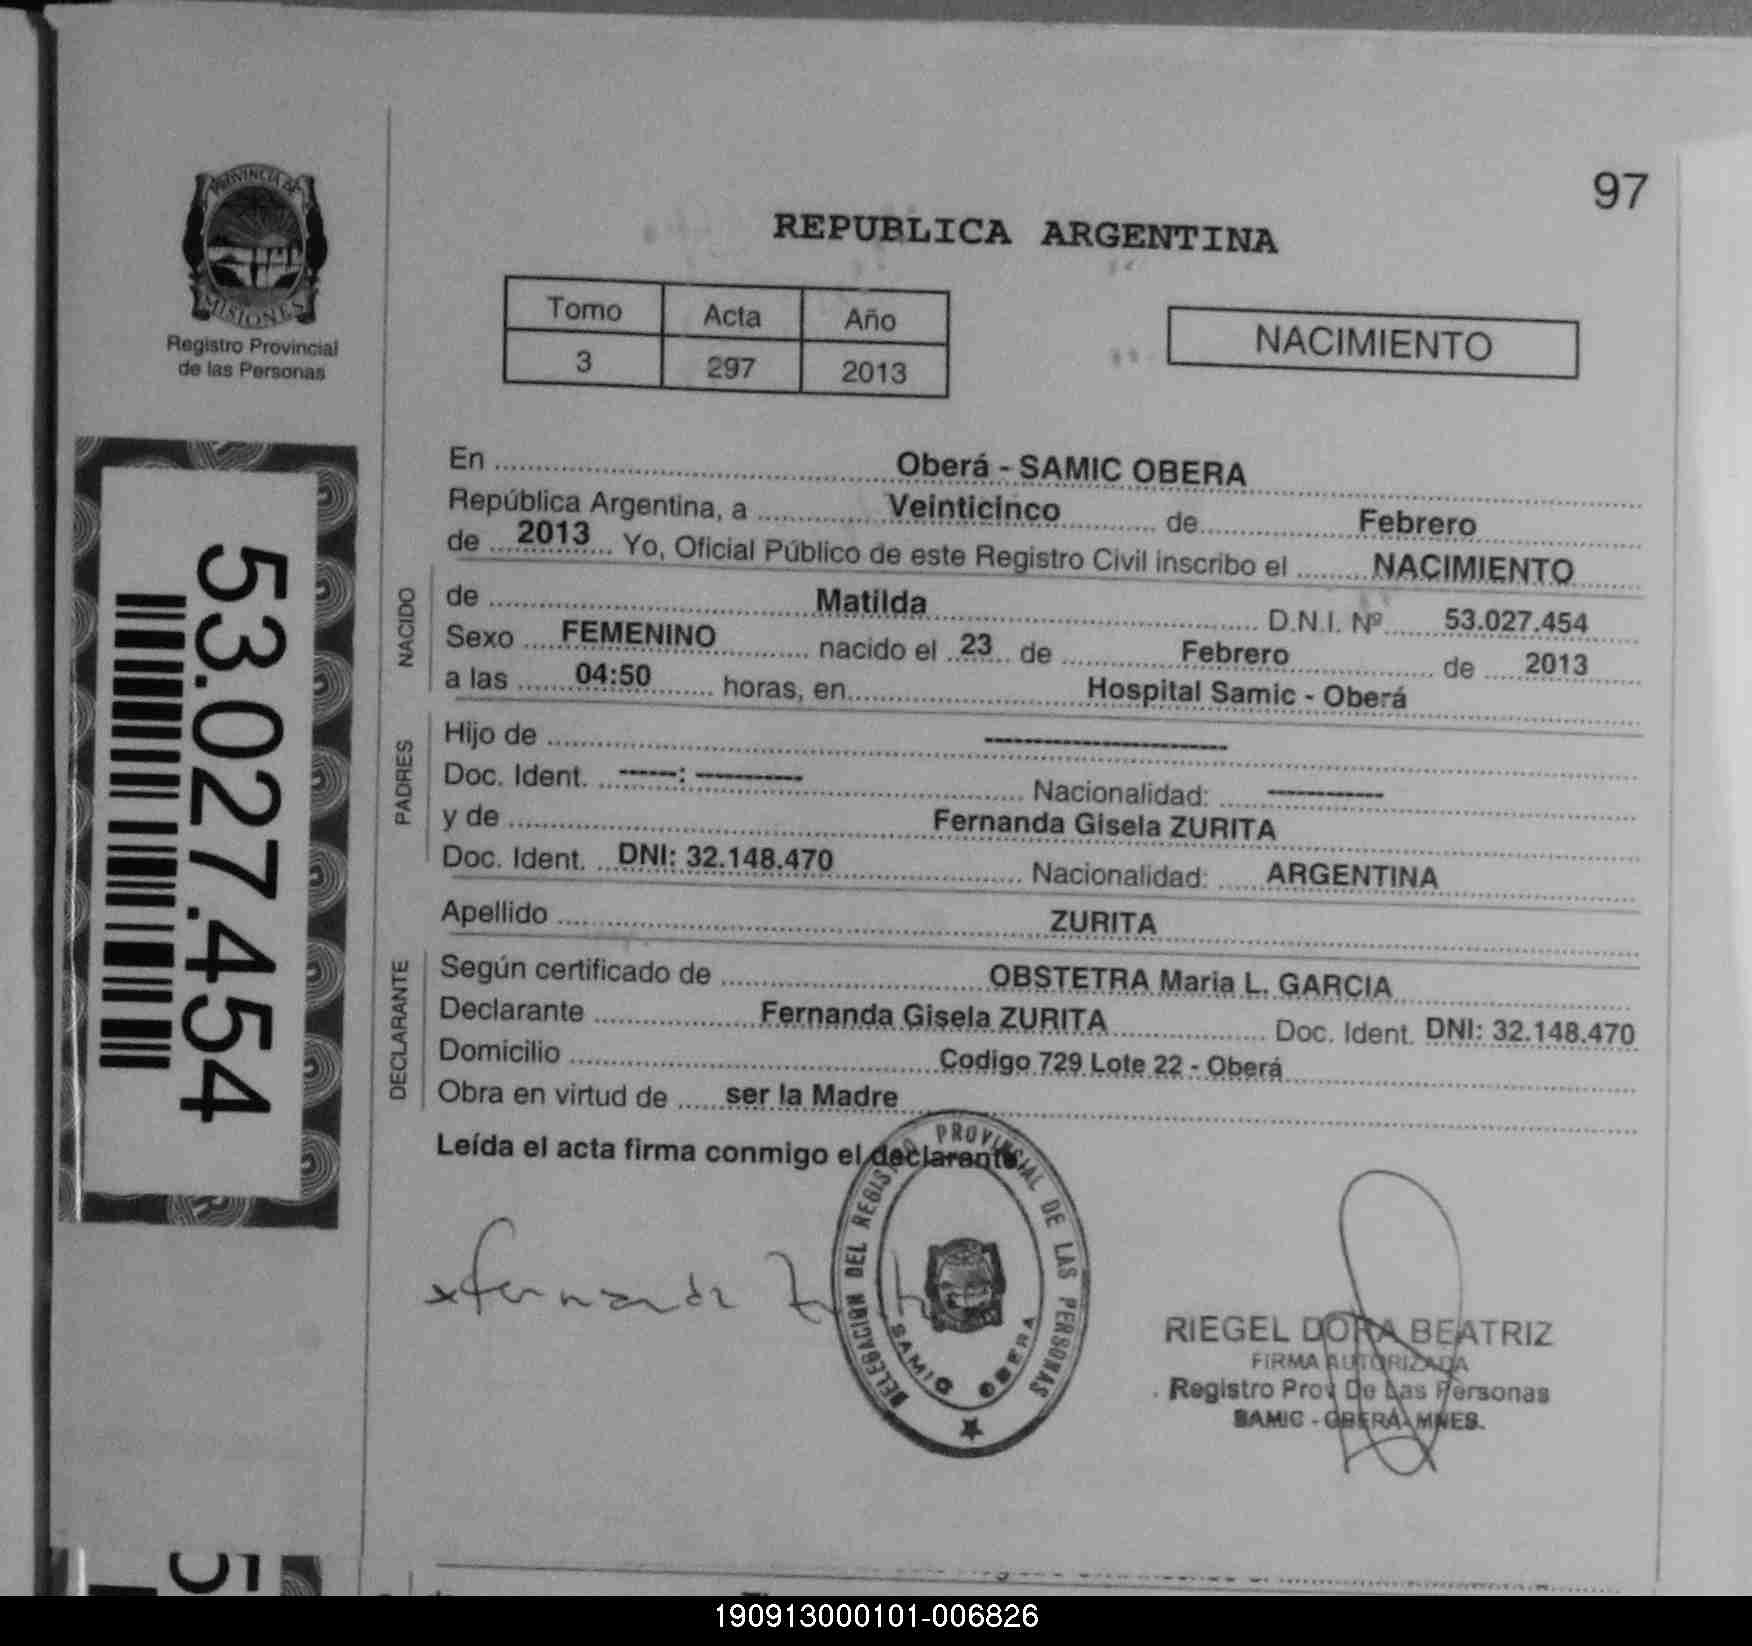 97
PROVINCIA DE
MISIONES
Registro Provincial
de las Personas
REPUBLICA ARGENTINA
Tomo Acta Año
3 297 2013
NACIMIENTO
53.027.454
En Oberá - SAMIC OBERA
República Argentina, a Veinticinco de Febrero
de 2013 Yo, Oficial Público de este Registro Civil inscribo el NACIMIENTO
NACIDO
de Matilda D.N.I. Nº 53.027.454
Sexo FEMENINO nacido el 23 de Febrero de 2013
a las 04:50 horas, en Hospital Samic - Oberá
PADRES
Hijo de ----------------------
Doc. Ident. ------: ----------- Nacionalidad: ------------
y de Fernanda Gisela ZURITA
Doc. Ident. DNI: 32.148.470 Nacionalidad: ARGENTINA
Apellido ZURITA
DECLARANTE
Según certificado de OBSTETRA Maria L. GARCIA
Declarante Fernanda Gisela ZURITA Doc. Ident. DNI: 32.148.470
Domicilio Codigo 729 Lote 22 - Oberá
Obra en virtud de ser la Madre
Leída el acta firma conmigo el declarante.
x fernanda
DELEGACION DEL REGISTRO PROVINCIAL DE LAS PERSONAS
SAMIC OBERA
RIEGEL DORA BEATRIZ
FIRMA AUTORIZADA
Registro Prov De Las Personas
SAMIC - OBERA- MNES.
5
190913000101-006826